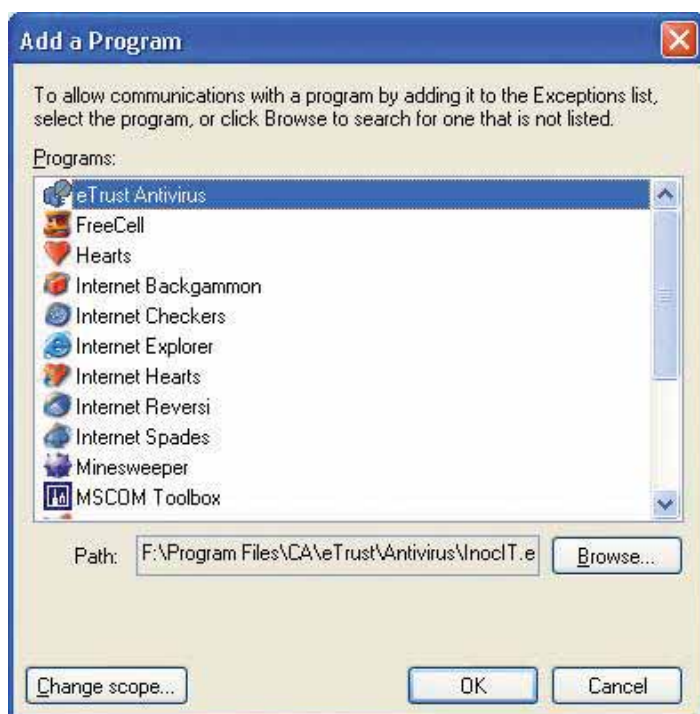 Add a Program
To allow communications with a program by adding it to the Exceptions list,
select the program, or click Browse to search for one that is not listed.
Programs:
eTrust Antivirus
FreeCell
Hearts
Internet Backgammon
Internet Checkers
Internet Explorer
Internet Hearts
Internet Reversi
Internet Spades
Minesweeper
MSCOM Toolbox
Path: F:\Program Files\CA\eTrust\Antivirus\InocIT.e Browse...
Change scope... OK Cancel